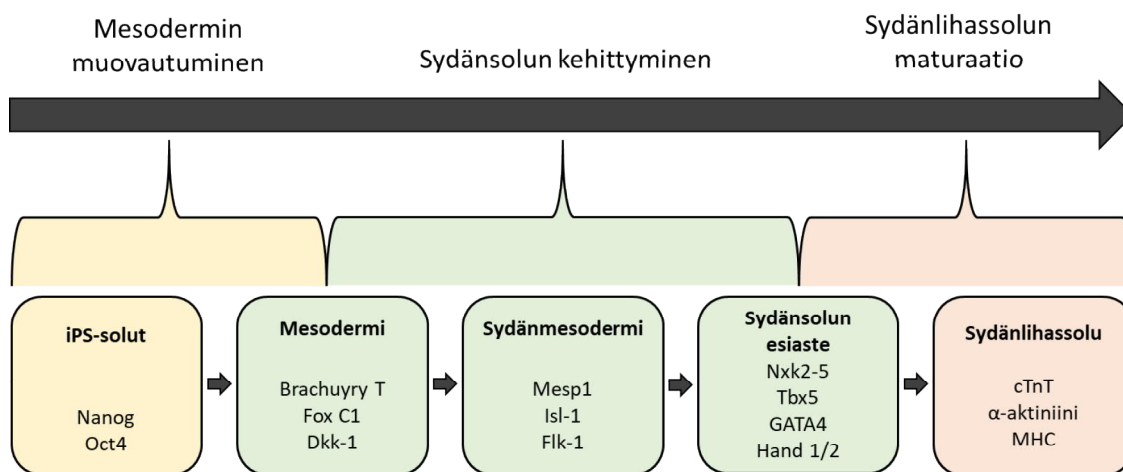 Mesodermin
muovautuminen
Sydänsolun kehittyminen
Sydänlihassolun
maturaatio
iPS-solut
Nanog
Oct4
Mesodermi
Brachuyry T
Fox C1
Dkk-1
Sydänmesodermi
Mesp1
Isl-1
Flk-1
Sydänsolun
esiaste
Nxk2-5
Tbx5
GATA4
Hand 1/2
Sydänlihassolu
cTnT
α-aktiniini
MHC